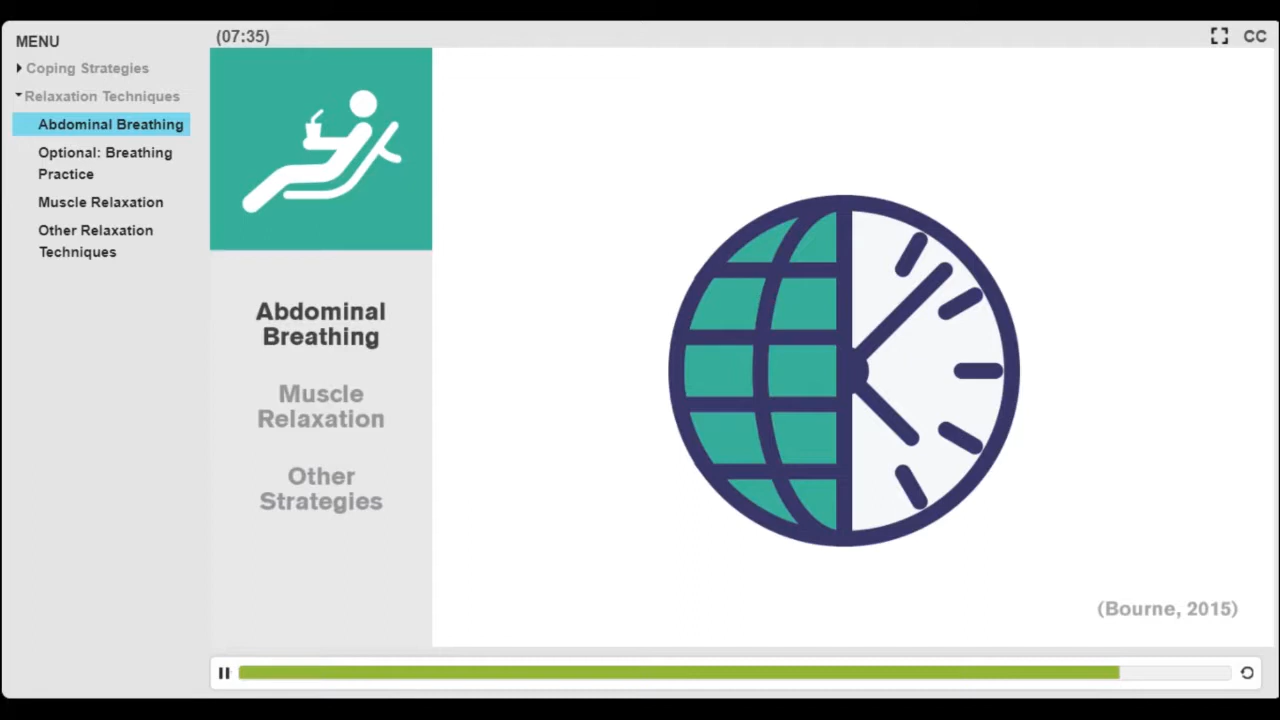 MENU
Coping Strategies
Relaxation Techniques
Abdominal Breathing
Optional: Breathing
Practice
Muscle Relaxation
Other Relaxation
Techniques
(07:35)
CC
Abdominal
Breathing
Muscle
Relaxation
Other
Strategies
(Bourne, 2015)